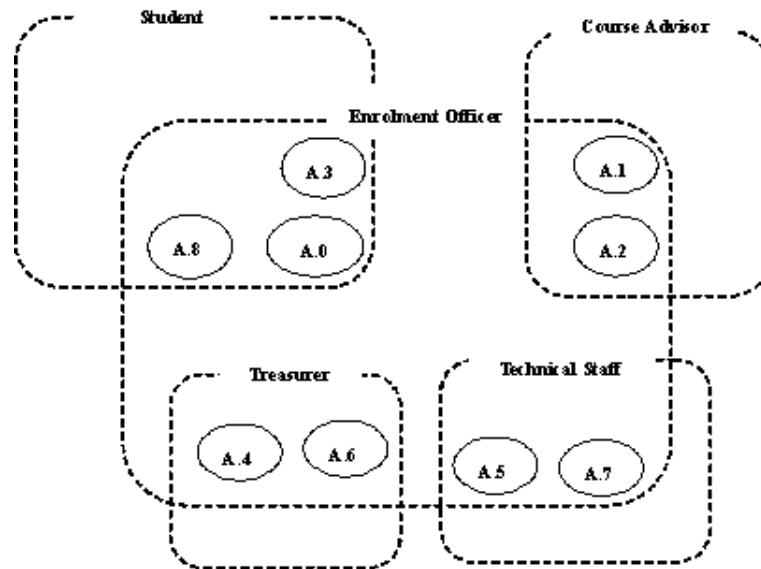 Student
Course Advisor
Enrolment Officer
A.3
A.1
A.8
A.0
A.2
Treasurer
Technical Staff
A.4
A.6
A.5
A.7